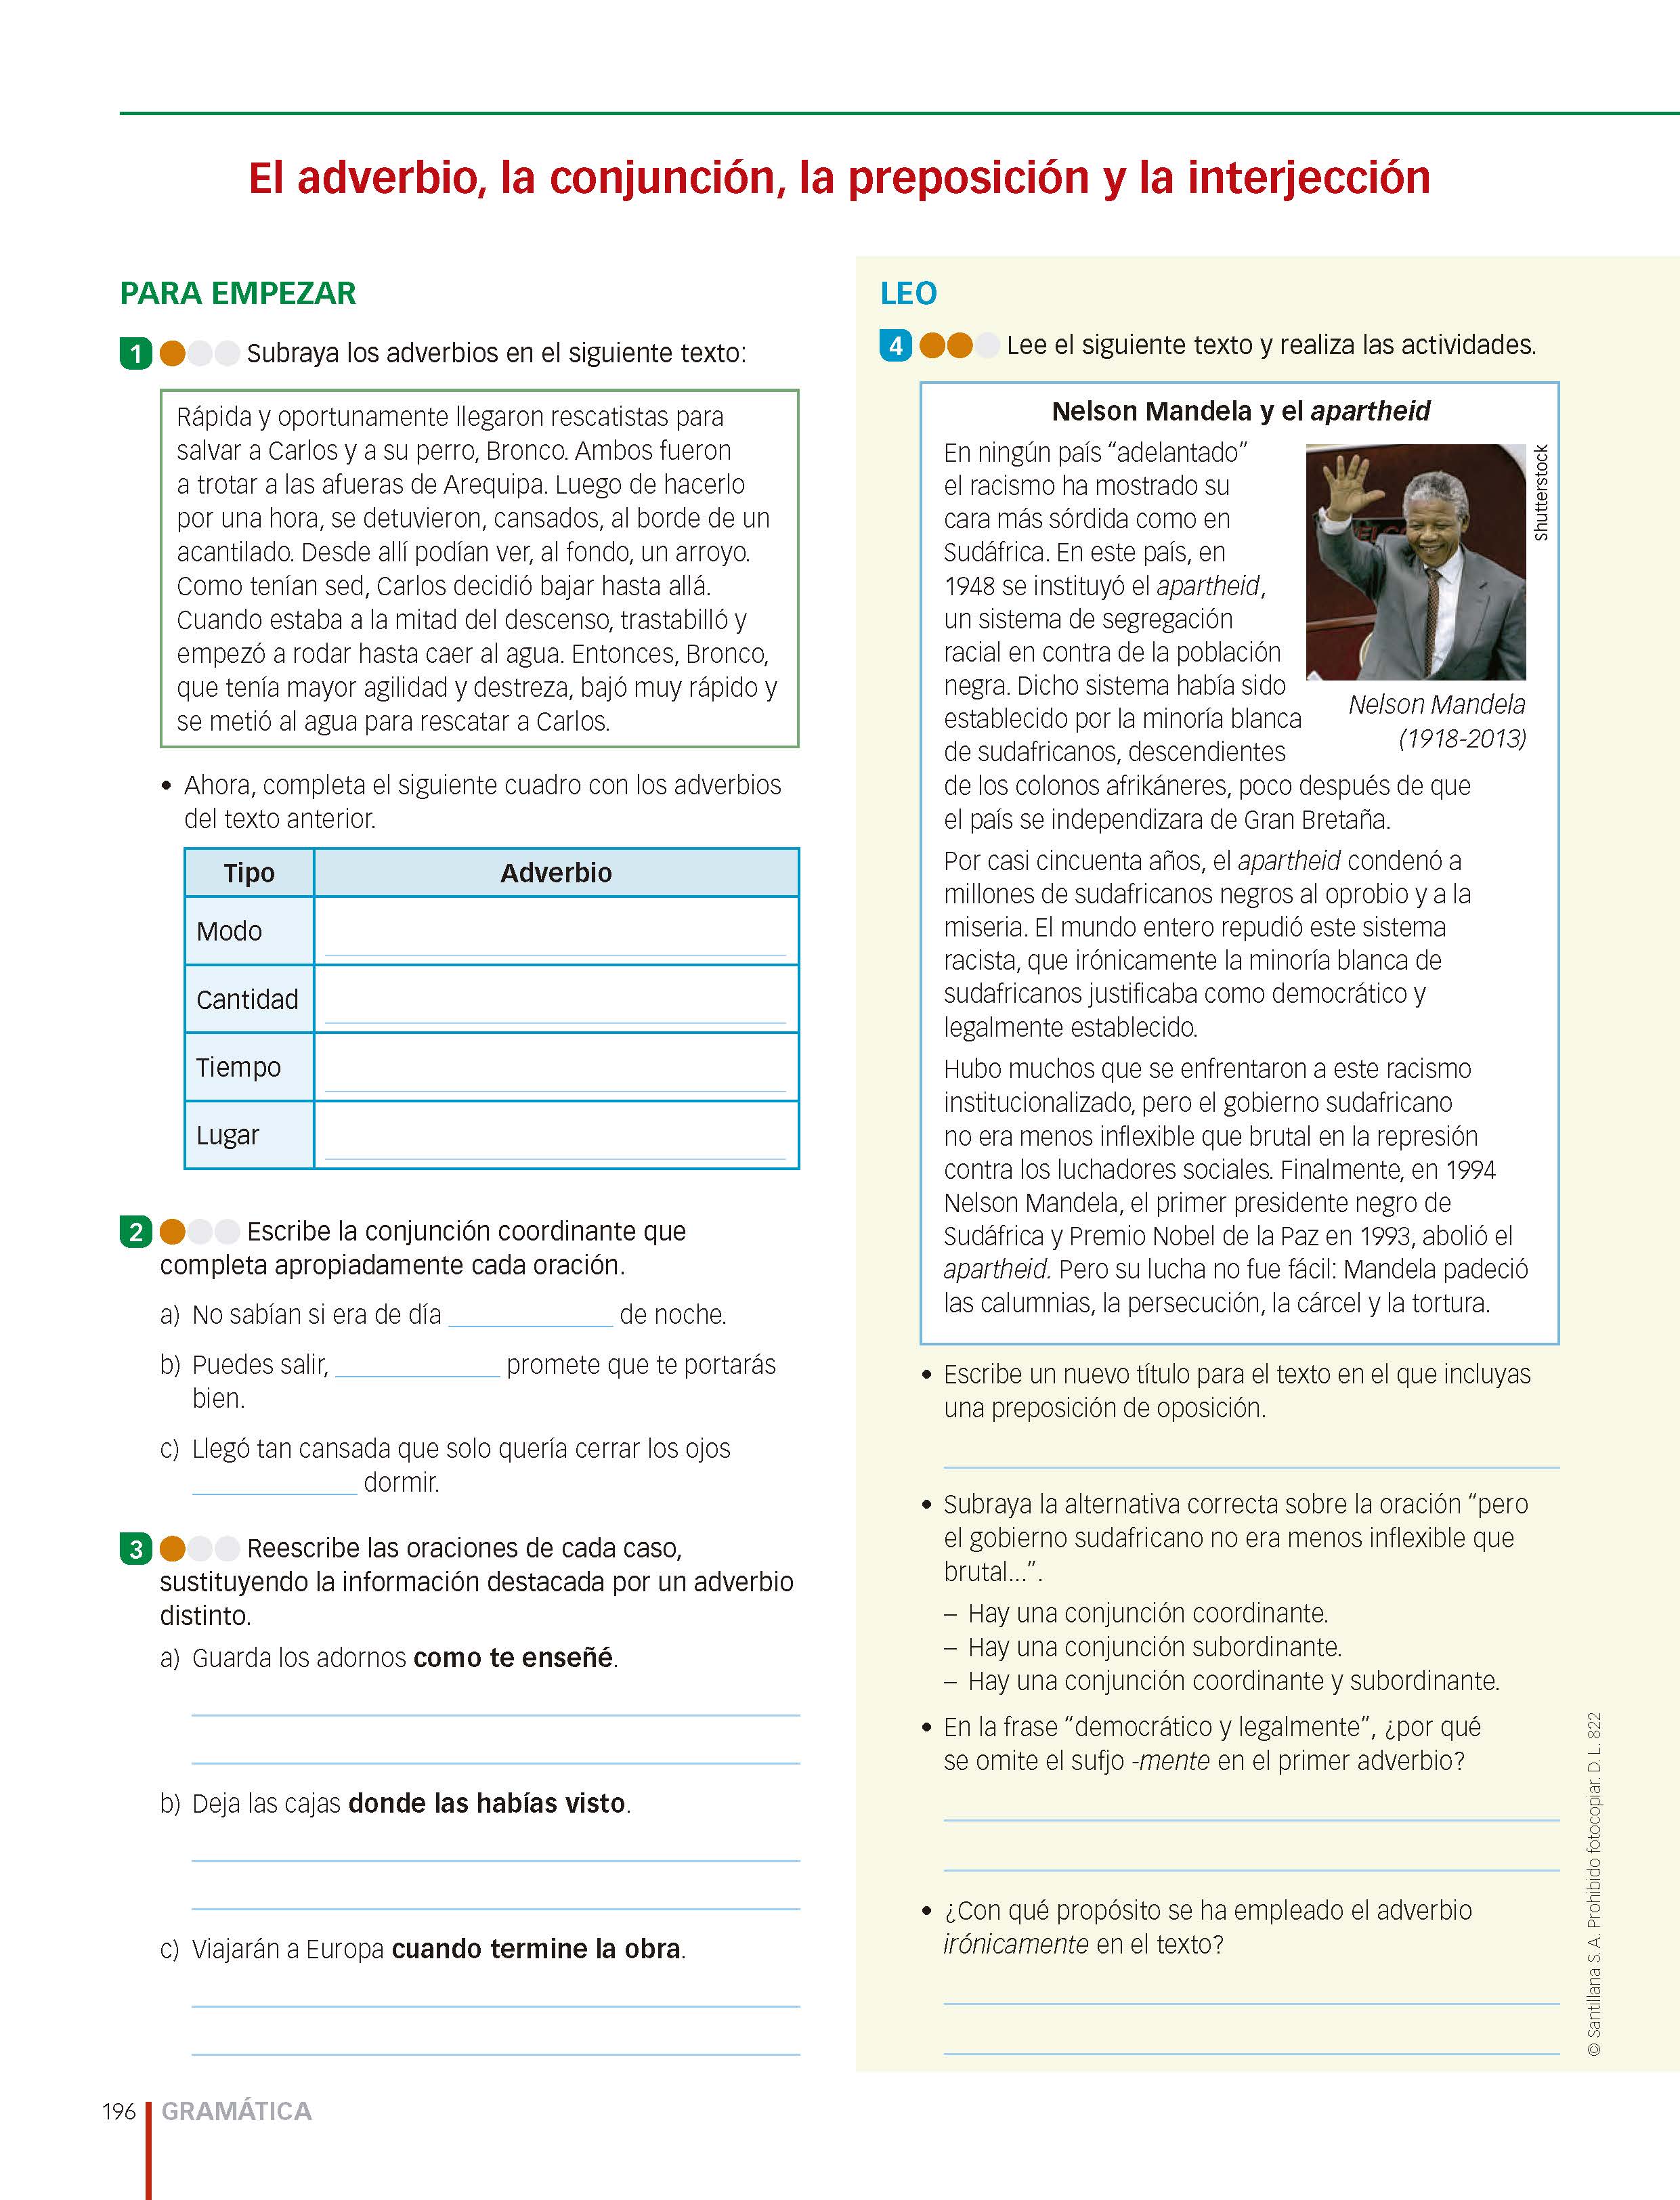 El adverbio, la conjunción, la preposición y la interjección
PARA EMPEZAR
1 Subraya los adverbios en el siguiente texto:
Rápida y oportunamente llegaron rescatistas para
salvar a Carlos y a su perro, Bronco. Ambos fueron
a trotar a las afueras de Arequipa. Luego de hacerlo
por una hora, se detuvieron, cansados, al borde de un
acantilado. Desde allí podían ver, al fondo, un arroyo.
Como tenían sed, Carlos decidió bajar hasta allá.
Cuando estaba a la mitad del descenso, trastabilló y
empezó a rodar hasta caer al agua. Entonces, Bronco,
que tenía mayor agilidad y destreza, bajó muy rápido y
se metió al agua para rescatar a Carlos.
• Ahora, completa el siguiente cuadro con los adverbios
del texto anterior.
Tipo Adverbio
Modo
Cantidad
Tiempo
Lugar
2 Escribe la conjunción coordinante que
completa apropiadamente cada oración.
a) No sabían si era de día ____________ de noche.
b) Puedes salir, ____________ promete que te portarás
bien.
c) Llegó tan cansada que solo quería cerrar los ojos
____________ dormir.
3 Reescribe las oraciones de cada caso,
sustituyendo la información destacada por un adverbio
distinto.
a) Guarda los adornos como te enseñé.
b) Deja las cajas donde las habías visto.
c) Viajarán a Europa cuando termine la obra.
LEO
4 Lee el siguiente texto y realiza las actividades.
Nelson Mandela y el apartheid
En ningún país “adelantado”
el racismo ha mostrado su
cara más sórdida como en
Sudáfrica. En este país, en
1948 se instituyó el apartheid,
un sistema de segregación
racial en contra de la población
negra. Dicho sistema había sido
establecido por la minoría blanca
de sudafricanos, descendientes
de los colonos afrikáneres, poco después de que
el país se independizara de Gran Bretaña.
Shutterstock
Nelson Mandela
(1918-2013)
Por casi cincuenta años, el apartheid condenó a
millones de sudafricanos negros al oprobio y a la
miseria. El mundo entero repudió este sistema
racista, que irónicamente la minoría blanca de
sudafricanos justificaba como democrático y
legalmente establecido.
Hubo muchos que se enfrentaron a este racismo
institucionalizado, pero el gobierno sudafricano
no era menos inflexible que brutal en la represión
contra los luchadores sociales. Finalmente, en 1994
Nelson Mandela, el primer presidente negro de
Sudáfrica y Premio Nobel de la Paz en 1993, abolió el
apartheid. Pero su lucha no fue fácil: Mandela padeció
las calumnias, la persecución, la cárcel y la tortura.
• Escribe un nuevo título para el texto en el que incluyas
una preposición de oposición.
• Subraya la alternativa correcta sobre la oración “pero
el gobierno sudafricano no era menos inflexible que
brutal...”.
– Hay una conjunción coordinante.
– Hay una conjunción subordinante.
– Hay una conjunción coordinante y subordinante.
• En la frase “democrático y legalmente”, ¿por qué
se omite el sufjo -mente en el primer adverbio?
• ¿Con qué propósito se ha empleado el adverbio
irónicamente en el texto?
© Santillana S. A. Prohibido fotocopiar. D. L. 822
196 GRAMÁTICA